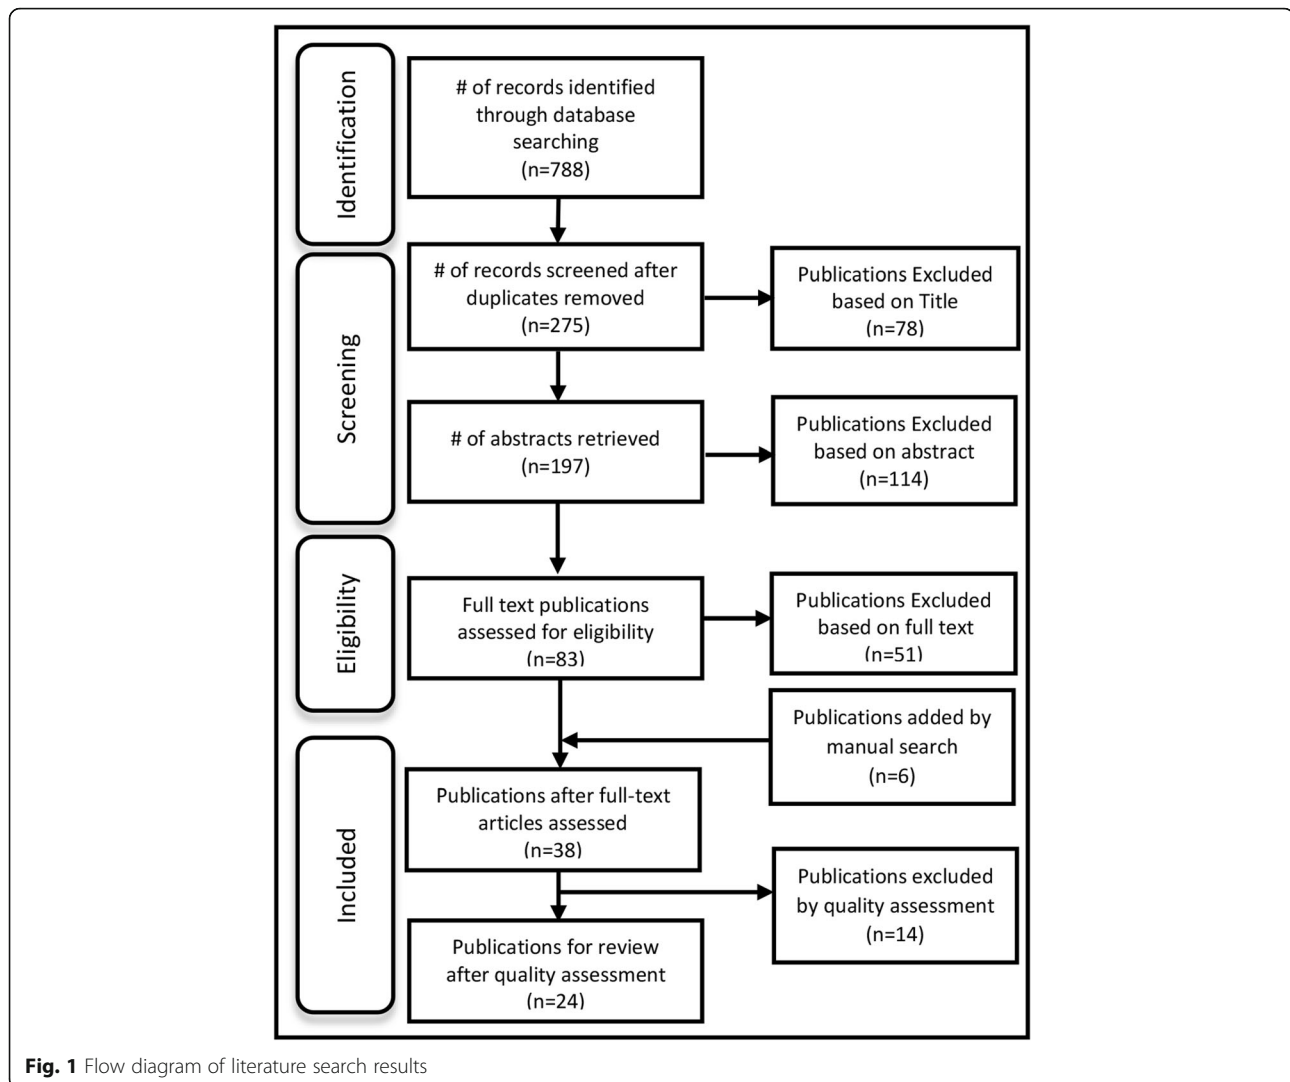 Identification
# of records identified
through database
searching
(n=788)
Screening
# of records screened after
duplicates removed
(n=275)
Publications Excluded
based on Title
(n=78)
# of abstracts retrieved
(n=197)
Publications Excluded
based on abstract
(n=114)
Eligibility
Full text publications
assessed for eligibility
(n=83)
Publications Excluded
based on full text
(n=51)
Publications added by
manual search
(n=6)
Included
Publications after full-text
articles assessed
(n=38)
Publications excluded
by quality assessment
(n=14)
Publications for review
after quality assessment
(n=24)
Fig. 1 Flow diagram of literature search results